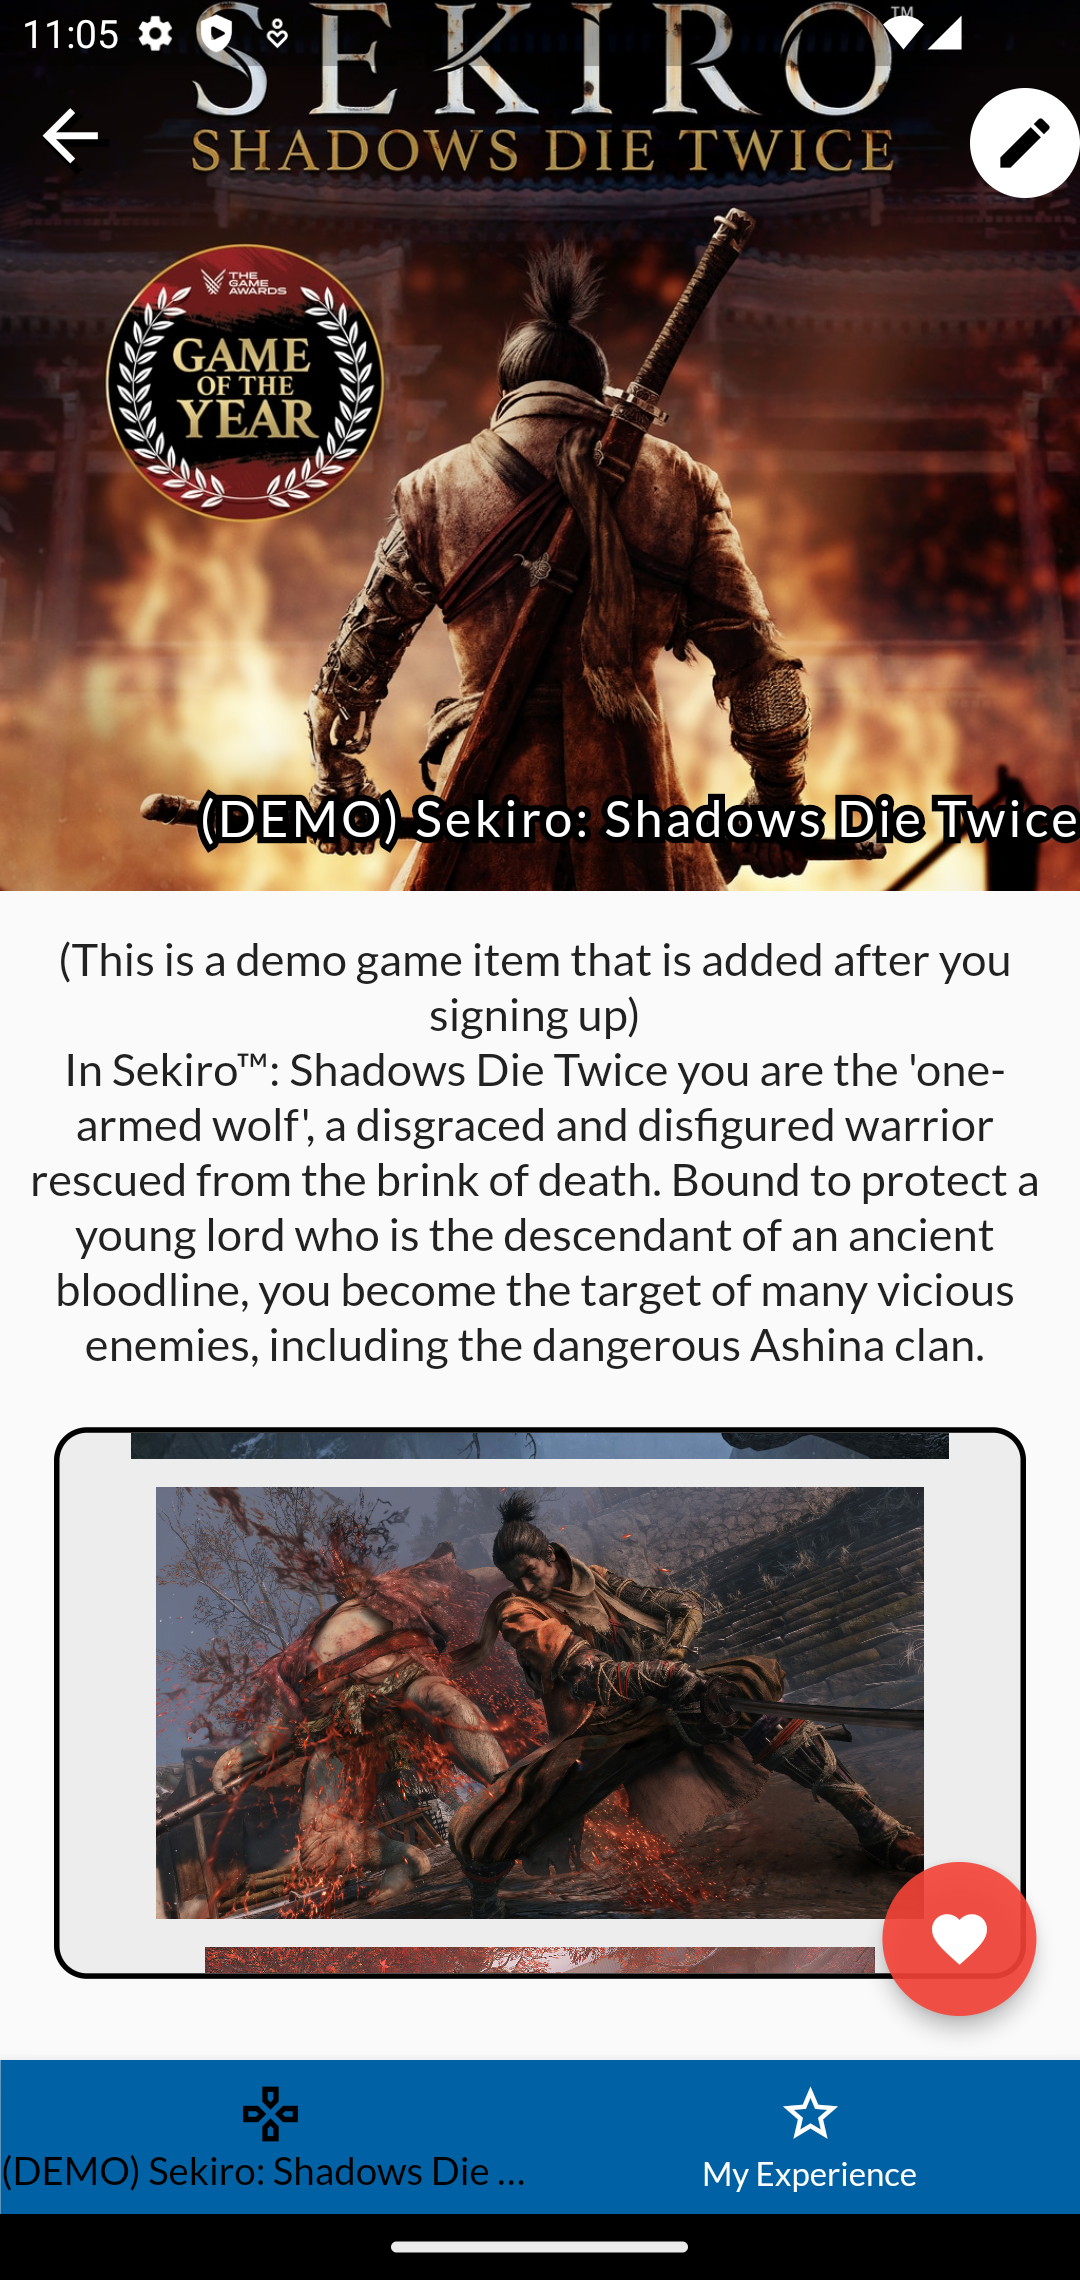 11:05
SEKIRO™
SHADOWS DIE TWICE
THE
GAME
AWARDS
GAME
OF THE
YEAR
(DEMO) Sekiro: Shadows Die Twice
(This is a demo game item that is added after you
signing up)
In Sekiro™: Shadows Die Twice you are the 'one-
armed wolf', a disgraced and disfigured warrior
rescued from the brink of death. Bound to protect a
young lord who is the descendant of an ancient
bloodline, you become the target of many vicious
enemies, including the dangerous Ashina clan.
(DEMO) Sekiro: Shadows Die ...
My Experience